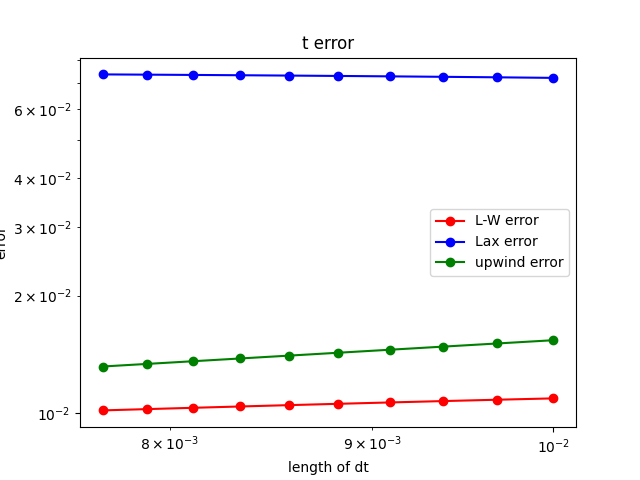 t error
6 × 10⁻²
4 × 10⁻²
3 × 10⁻²
2 × 10⁻²
10⁻²
error
L-W error
Lax error
upwind error
8 × 10⁻³
9 × 10⁻³
10⁻²
length of dt